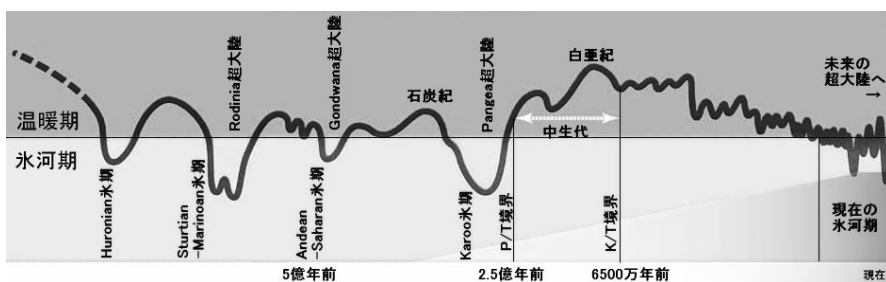 温暖期
氷河期
Huronian氷期
Sturtian
-Marinoan氷期
Rodinia超大陸
Andean
-Saharan氷期
Gondwana超大陸
石炭紀
Karoo氷期
Pangea超大陸
P/T境界
中生代
白亜紀
K/T境界
未来の
超大陸へ
→
現在の
氷河期
5億年前
2.5億年前
6500万年前
現在